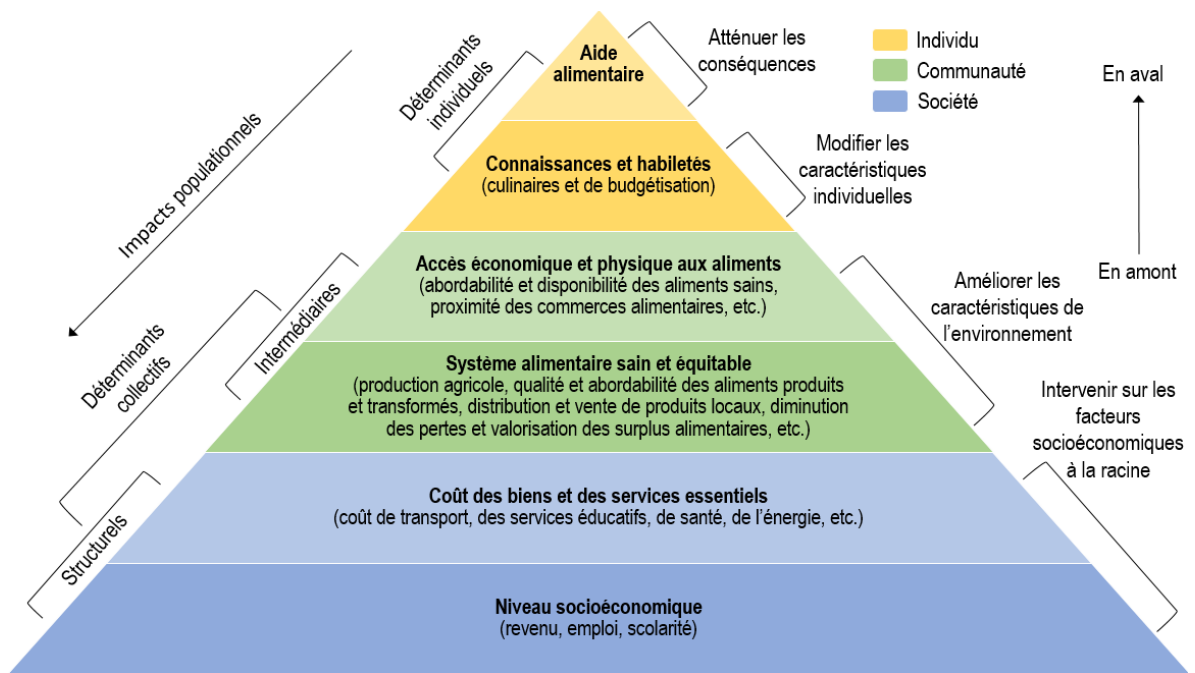 Aide
alimentaire
Connaissances et habiletés
(culinaires et de budgétisation)
Accès économique et physique aux aliments
(abordabilité et disponibilité des aliments sains,
proximité des commerces alimentaires, etc.)
Système alimentaire sain et équitable
(production agricole, qualité et abordabilité des aliments produits
et transformés, distribution et vente de produits locaux, diminution
des pertes et valorisation des surplus alimentaires, etc.)
Coût des biens et des services essentiels
(coût de transport, des services éducatifs, de santé, de l’énergie, etc.)
Niveau socioéconomique
(revenu, emploi, scolarité)
Impacts populationnels
Déterminants
individuels
Déterminants
collectifs
Intermédiaires
Structurels
Atténuer les
conséquences
Modifier les
caractéristiques
individuelles
Améliorer les
caractéristiques de
l’environnement
Intervenir sur les
facteurs
socioéconomiques
à la racine
Individu
Communauté
Société
En aval
En amont